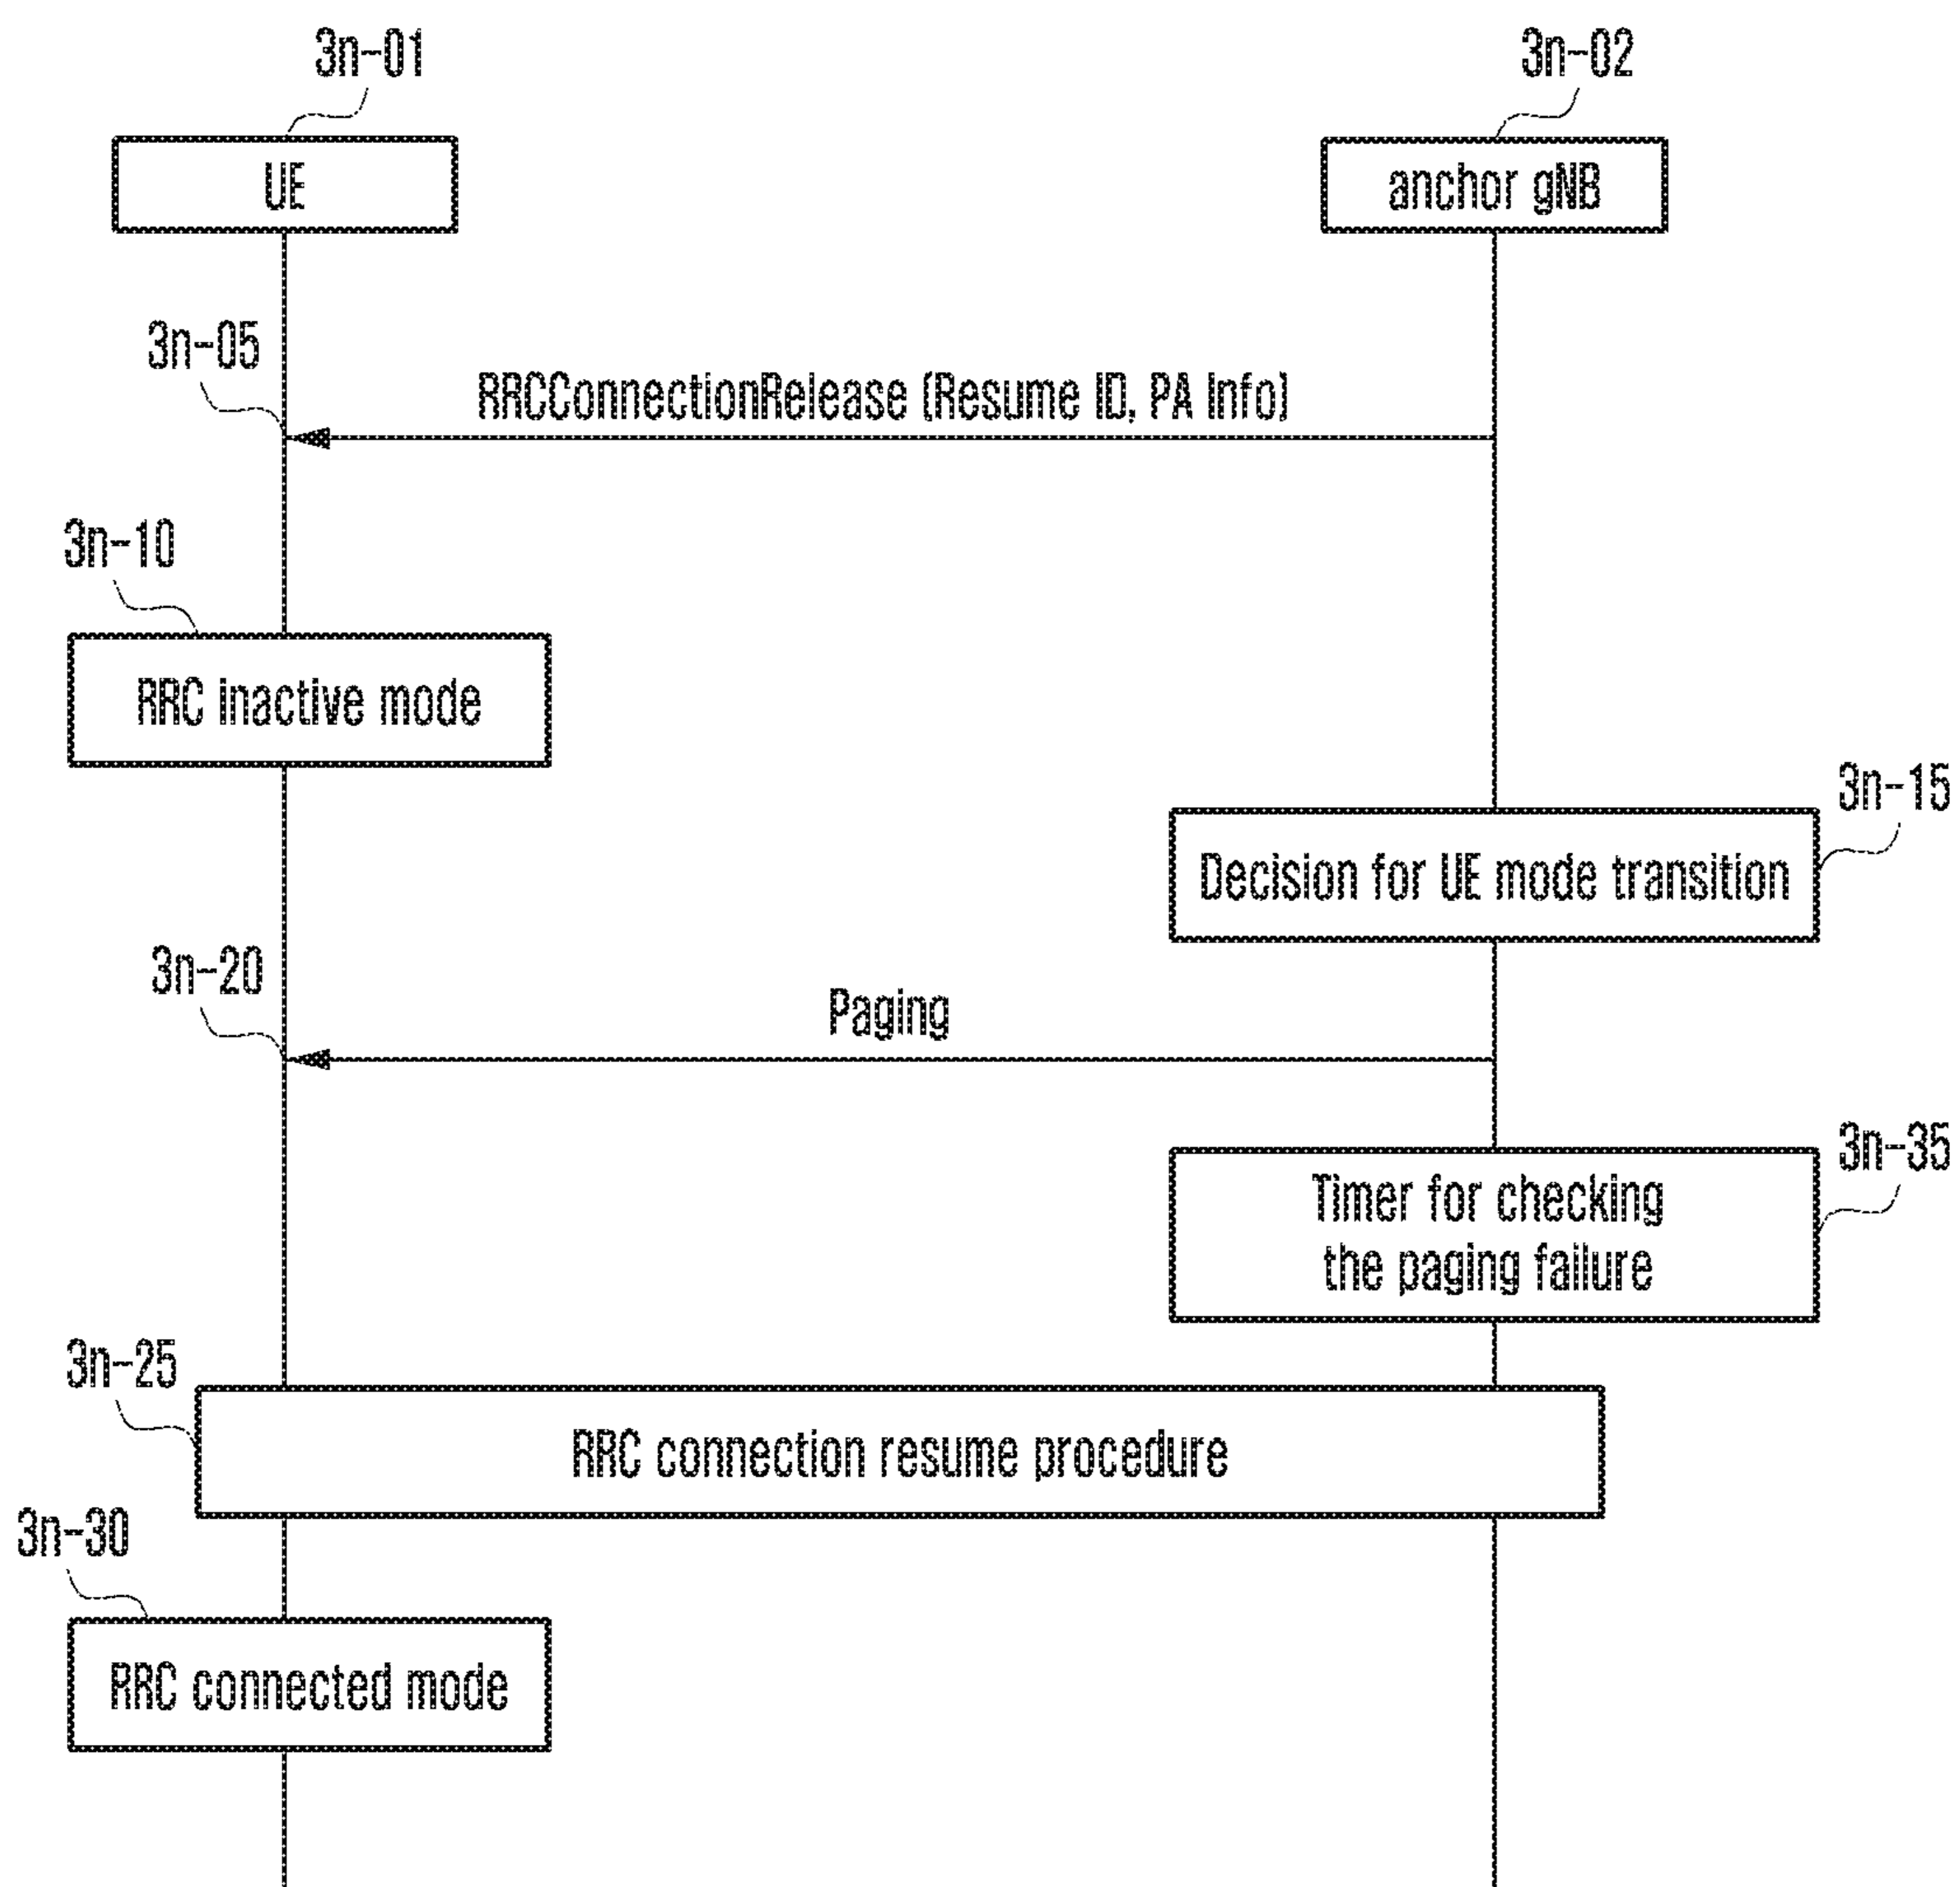 3n-01
3n-02
UE
anchor gNB
3n-05
RRCConnectionRelease (Resume ID, PA Info)
3n-10
RRC inactive mode
3n-15
Decision for UE mode transition
3n-20
Paging
3n-35
Timer for checking
the paging failure
3n-25
RRC connection resume procedure
3n-30
RRC connected mode